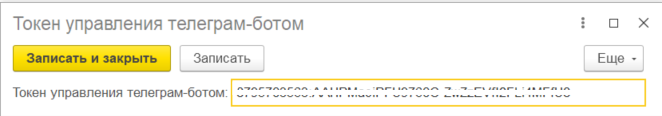 Токен управления телеграм-ботом
Записать и закрыть Записать Еще
Токен управления телеграм-ботом: